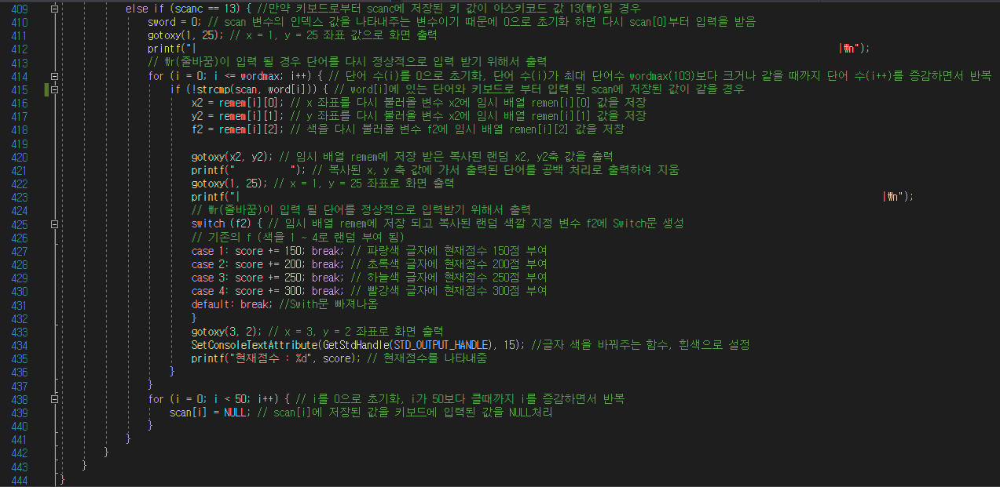 409 else if (scanc == 13) { //만약 키보드로부터 scanc에 저장된 키 값이 아스키코드 값 13(₩r)일 경우
410 sword = 0; // scan 변수의 인덱스 값을 나타내주는 변수이기 때문에 0으로 초기화 하면 다시 scan[0]부터 입력을 받음
411 gotoxy(1, 25); // x = 1, y = 25 좌표 값으로 화면 출력
412 printf("| |₩n");
413 // ₩r(줄바꿈)이 입력 될 경우 단어를 다시 정상적으로 입력 받기 위해서 출력
414 for (i = 0; i <= wordmax; i++) { // 단어 수(i)를 0으로 초기화, 단어 수(i)가 최대 단어수 wordmax(103)보다 크거나 같을 때까지 단어 수(i++)를 증감하면서 반복
415 if (!strcmp(scan, word[i])) { // word[i]에 있는 단어와 키보드로 부터 입력 된 scan에 저장된 값이 같을 경우
416 x2 = remem[i][0]; // x 좌표를 다시 불러올 변수 x2에 임시 배열 remen[i][0] 값을 저장
417 y2 = remem[i][1]; // y 좌표를 다시 불러올 변수 x2에 임시 배열 remen[i][1] 값을 저장
418 f2 = remem[i][2]; // 색을 다시 불러올 변수 f2에 임시 배열 remen[i][2] 값을 저장
419
420 gotoxy(x2, y2); // 임시 배열 remem에 저장 받은 복사된 랜덤 x2, y2축 값을 출력
421 printf(" "); // 복사된 x, y 축 값에 가서 출력된 단어를 공백 처리로 출력하여 지움
422 gotoxy(1, 25); // x = 1, y = 25 좌표로 화면 출력
423 printf("| |₩n");
424 // ₩r(줄바꿈)이 입력 될 단어를 정상적으로 입력받기 위해서 출력
425 switch (f2) { // 임시 배열 remem에 저장 되고 복사된 랜덤 색깔 지정 변수 f2에 Switch문 생성
426 // 기존의 f (색을 1 ~ 4로 랜덤 부여 됨)
427 case 1: score += 150; break; // 파랑색 글자에 현재점수 150점 부여
428 case 2: score += 200; break; // 초록색 글자에 현재점수 200점 부여
429 case 3: score += 250; break; // 하늘색 글자에 현재점수 250점 부여
430 case 4: score += 300; break; // 빨강색 글자에 현재점수 300점 부여
431 default: break; //Swith문 빠져나옴
432 }
433 gotoxy(3, 2); // x = 3, y = 2 좌표로 화면 출력
434 SetConsoleTextAttribute(GetStdHandle(STD_OUTPUT_HANDLE), 15); //글자 색을 바꿔주는 함수, 흰색으로 설정
435 printf("현재점수 : %d", score); // 현재점수를 나타내줌
436 }
437 }
438 for (i = 0; i < 50; i++) { // i를 0으로 초기화, i가 50보다 클때까지 i를 증감하면서 반복
439 scan[i] = NULL; // scan[i]에 저장된 값을 키보드에 입력된 값을 NULL처리
440 }
441 }
442 }
443 }
444 }